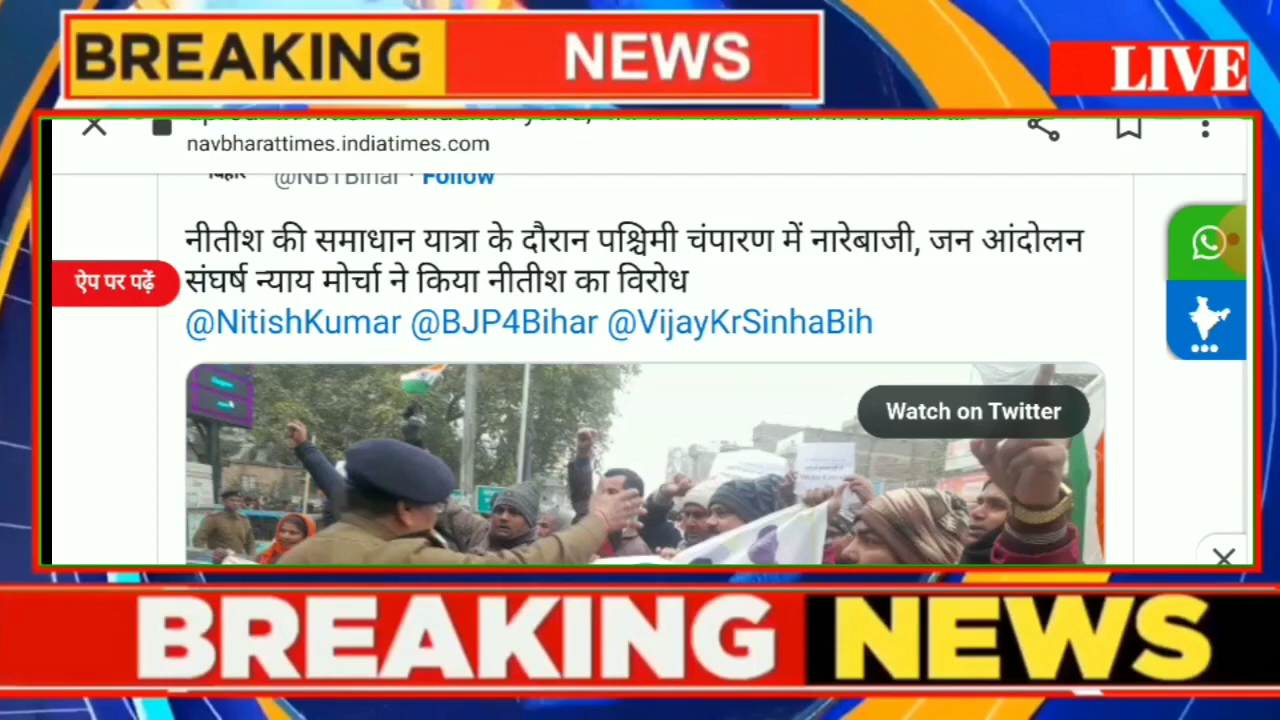 BREAKING NEWS
LIVE
navbharattimes.indiatimes.com
बिहार @NBTBihar · Follow
नीतीश की समाधान यात्रा के दौरान पश्चिमी चंपारण में नारेबाजी, जन आंदोलन
ऐप पर पढ़ें
संघर्ष न्याय मोर्चा ने किया नीतीश का विरोध
@NitishKumar @BJP4Bihar @VijayKrSinhaBih
Watch on Twitter
BREAKING NEWS